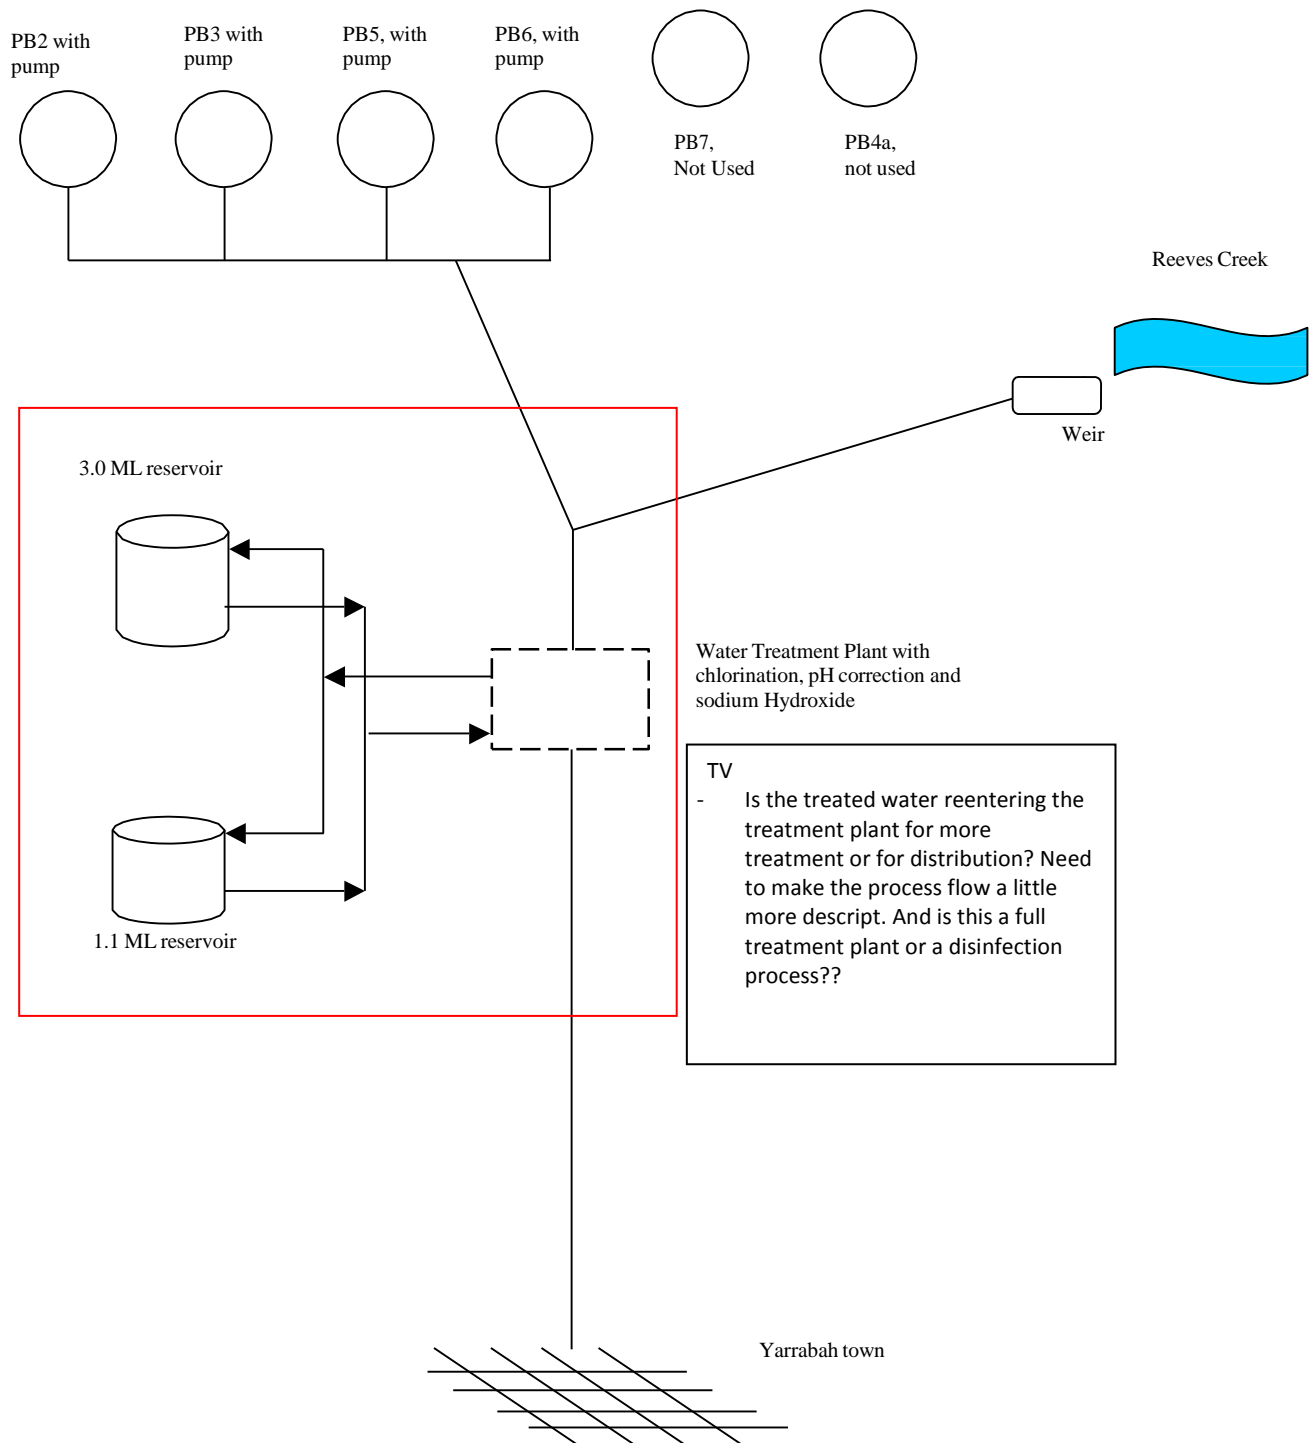 PB2 with
pump
PB3 with
pump
PB5, with
pump
PB6, with
pump
PB7,
Not Used
PB4a,
not used
Reeves Creek
Weir
3.0 ML reservoir
Water Treatment Plant with
chlorination, pH correction and
sodium Hydroxide
TV
- Is the treated water reentering the
treatment plant for more
treatment or for distribution? Need
to make the process flow a little
more descript. And is this a full
treatment plant or a disinfection
process??
1.1 ML reservoir
Yarrabah town